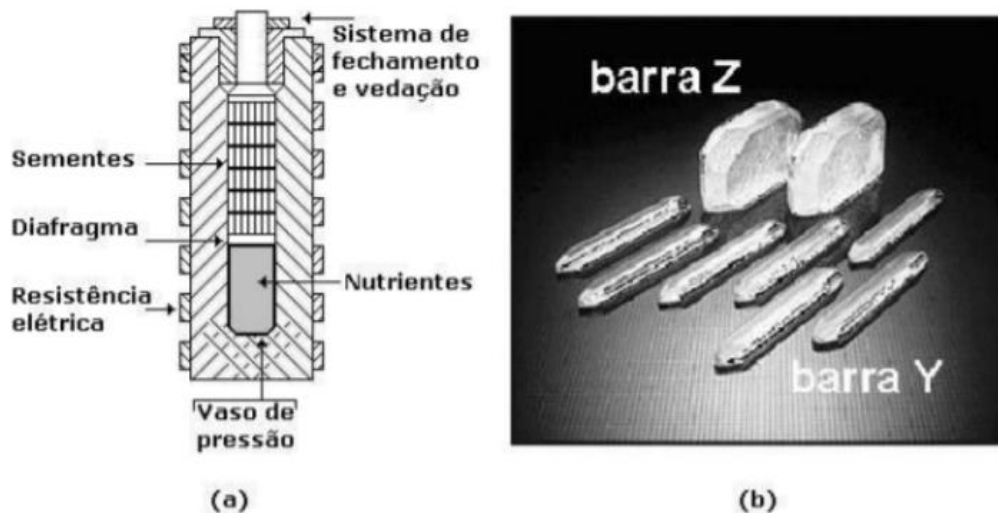 Sistema de
fechamento
e vedação
Sementes
Diafragma
Nutrientes
Resistência
elétrica
Vaso de
pressão
(a)
barra Z
barra Y
(b)